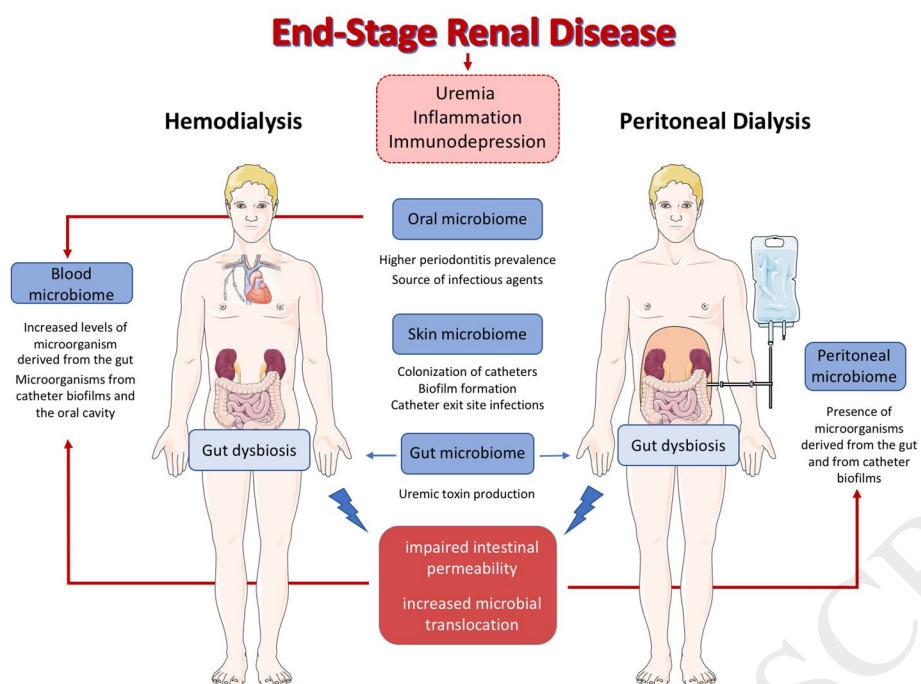 End-Stage Renal Disease
Uremia
Inflammation
Immunodepression
Hemodialysis
Peritoneal Dialysis
Oral microbiome
Higher periodontitis prevalence
Source of infectious agents
Blood
microbiome
Increased levels of
microorganism
derived from the gut
Microorganisms from
catheter biofilms and
the oral cavity
Skin microbiome
Colonization of catheters
Biofilm formation
Catheter exit site infections
Peritoneal
microbiome
Presence of
microorganisms
derived from the gut
and from catheter
biofilms
Gut dysbiosis
Gut microbiome
Gut dysbiosis
Uremic toxin production
impaired intestinal
permeability
increased microbial
translocation